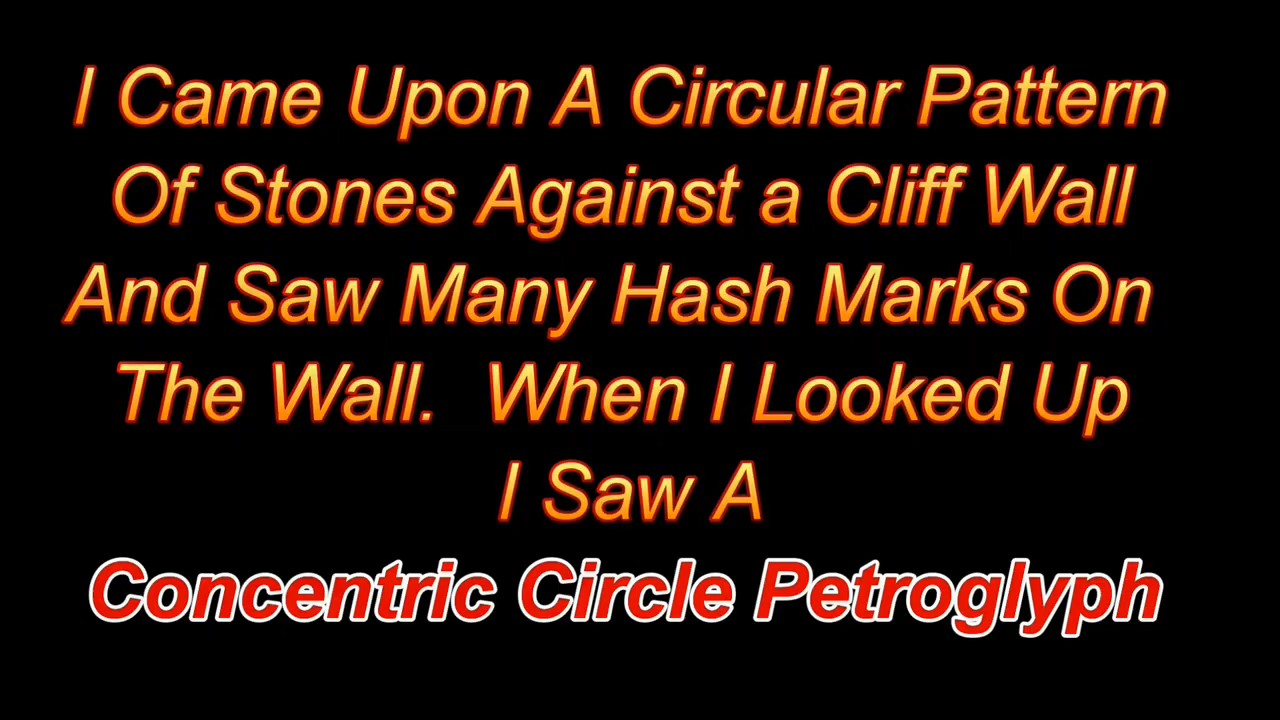 I Came Upon A Circular Pattern
Of Stones Against a Cliff Wall
And Saw Many Hash Marks On
The Wall.  When I Looked Up
I Saw A
Concentric Circle Petroglyph